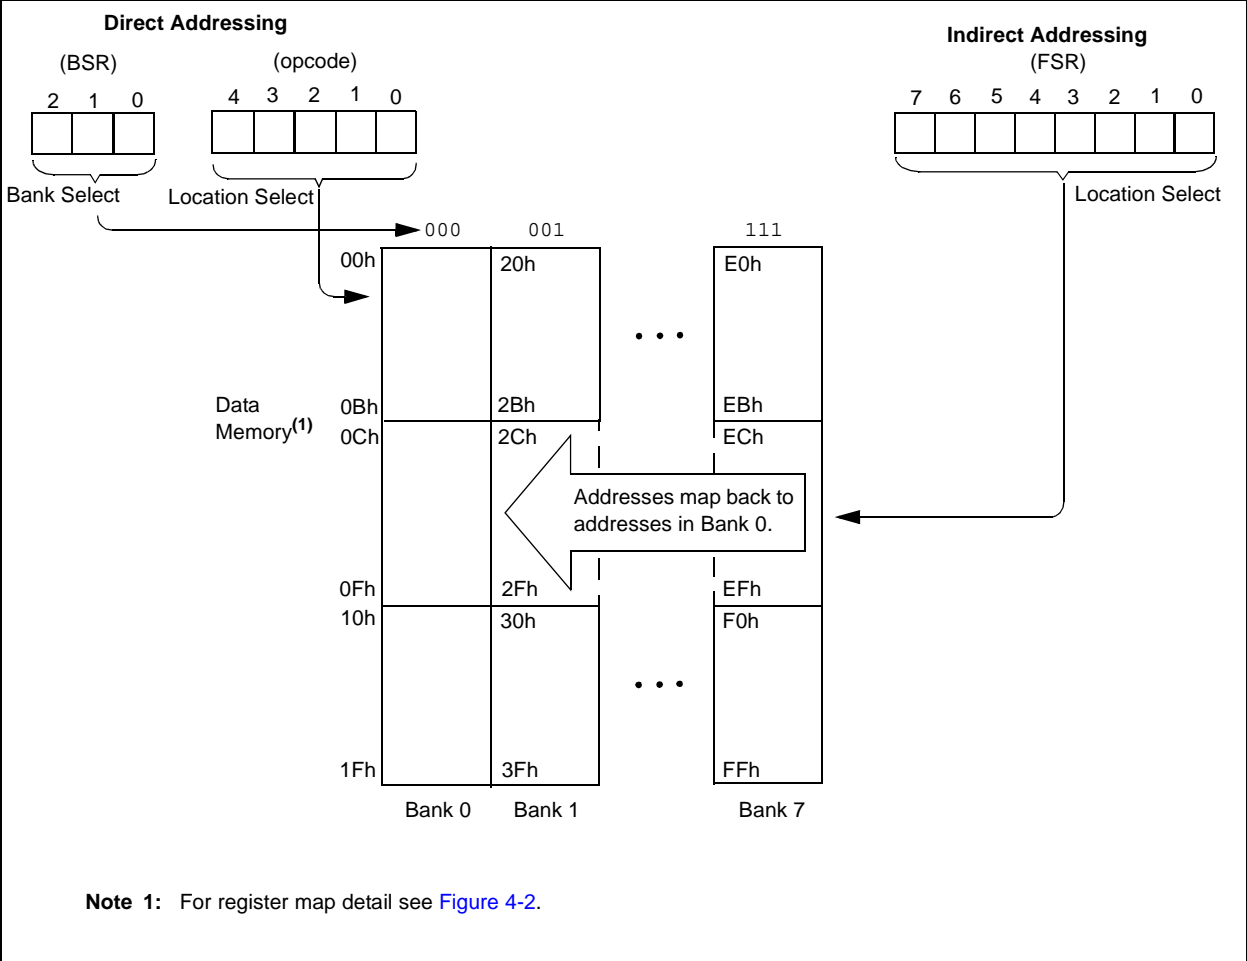 Direct Addressing
(BSR)
(opcode)
2 1 0
4 3 2 1 0
Bank Select
Location Select
Indirect Addressing
(FSR)
7 6 5 4 3 2 1 0
Location Select
000 001 111
00h 20h E0h
Data
Memory(1)
0Bh 2Bh EBh
0Ch 2Ch ECh
Addresses map back to
addresses in Bank 0.
0Fh 2Fh EFh
10h 30h F0h
1Fh 3Fh FFh
Bank 0 Bank 1 Bank 7
Note 1: For register map detail see Figure 4-2.